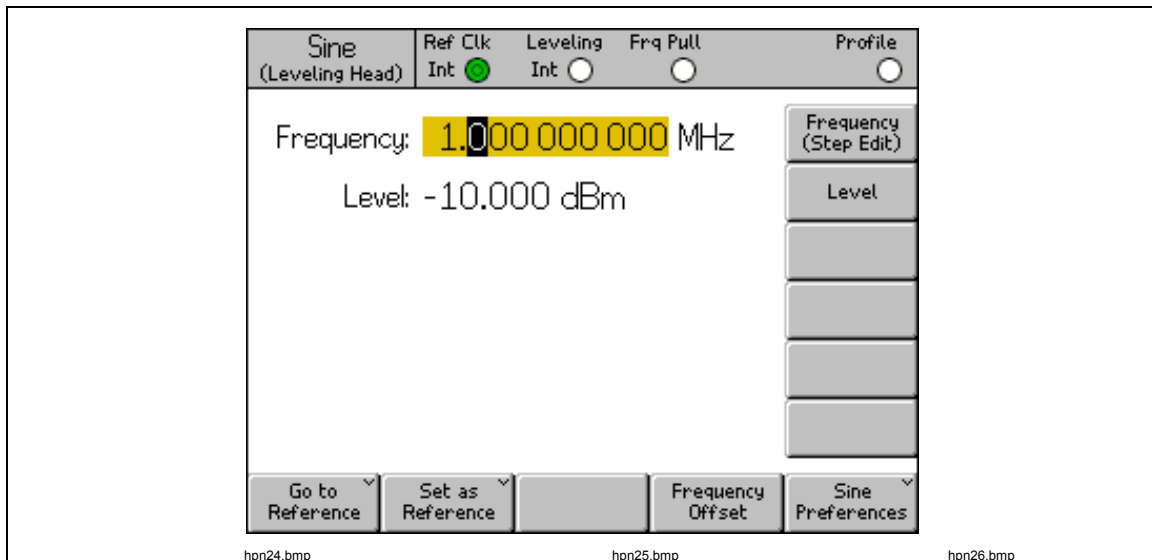 Sine
(Leveling Head)
Ref Clk
Int
Leveling
Int
Frq Pull
Profile
Frequency: 1.000 000 000 MHz
Frequency
(Step Edit)
Level: -10.000 dBm
Level
Go to
Reference
Set as
Reference
Frequency
Offset
Sine
Preferences
hpn24.bmp
hpn25.bmp
hpn26.bmp